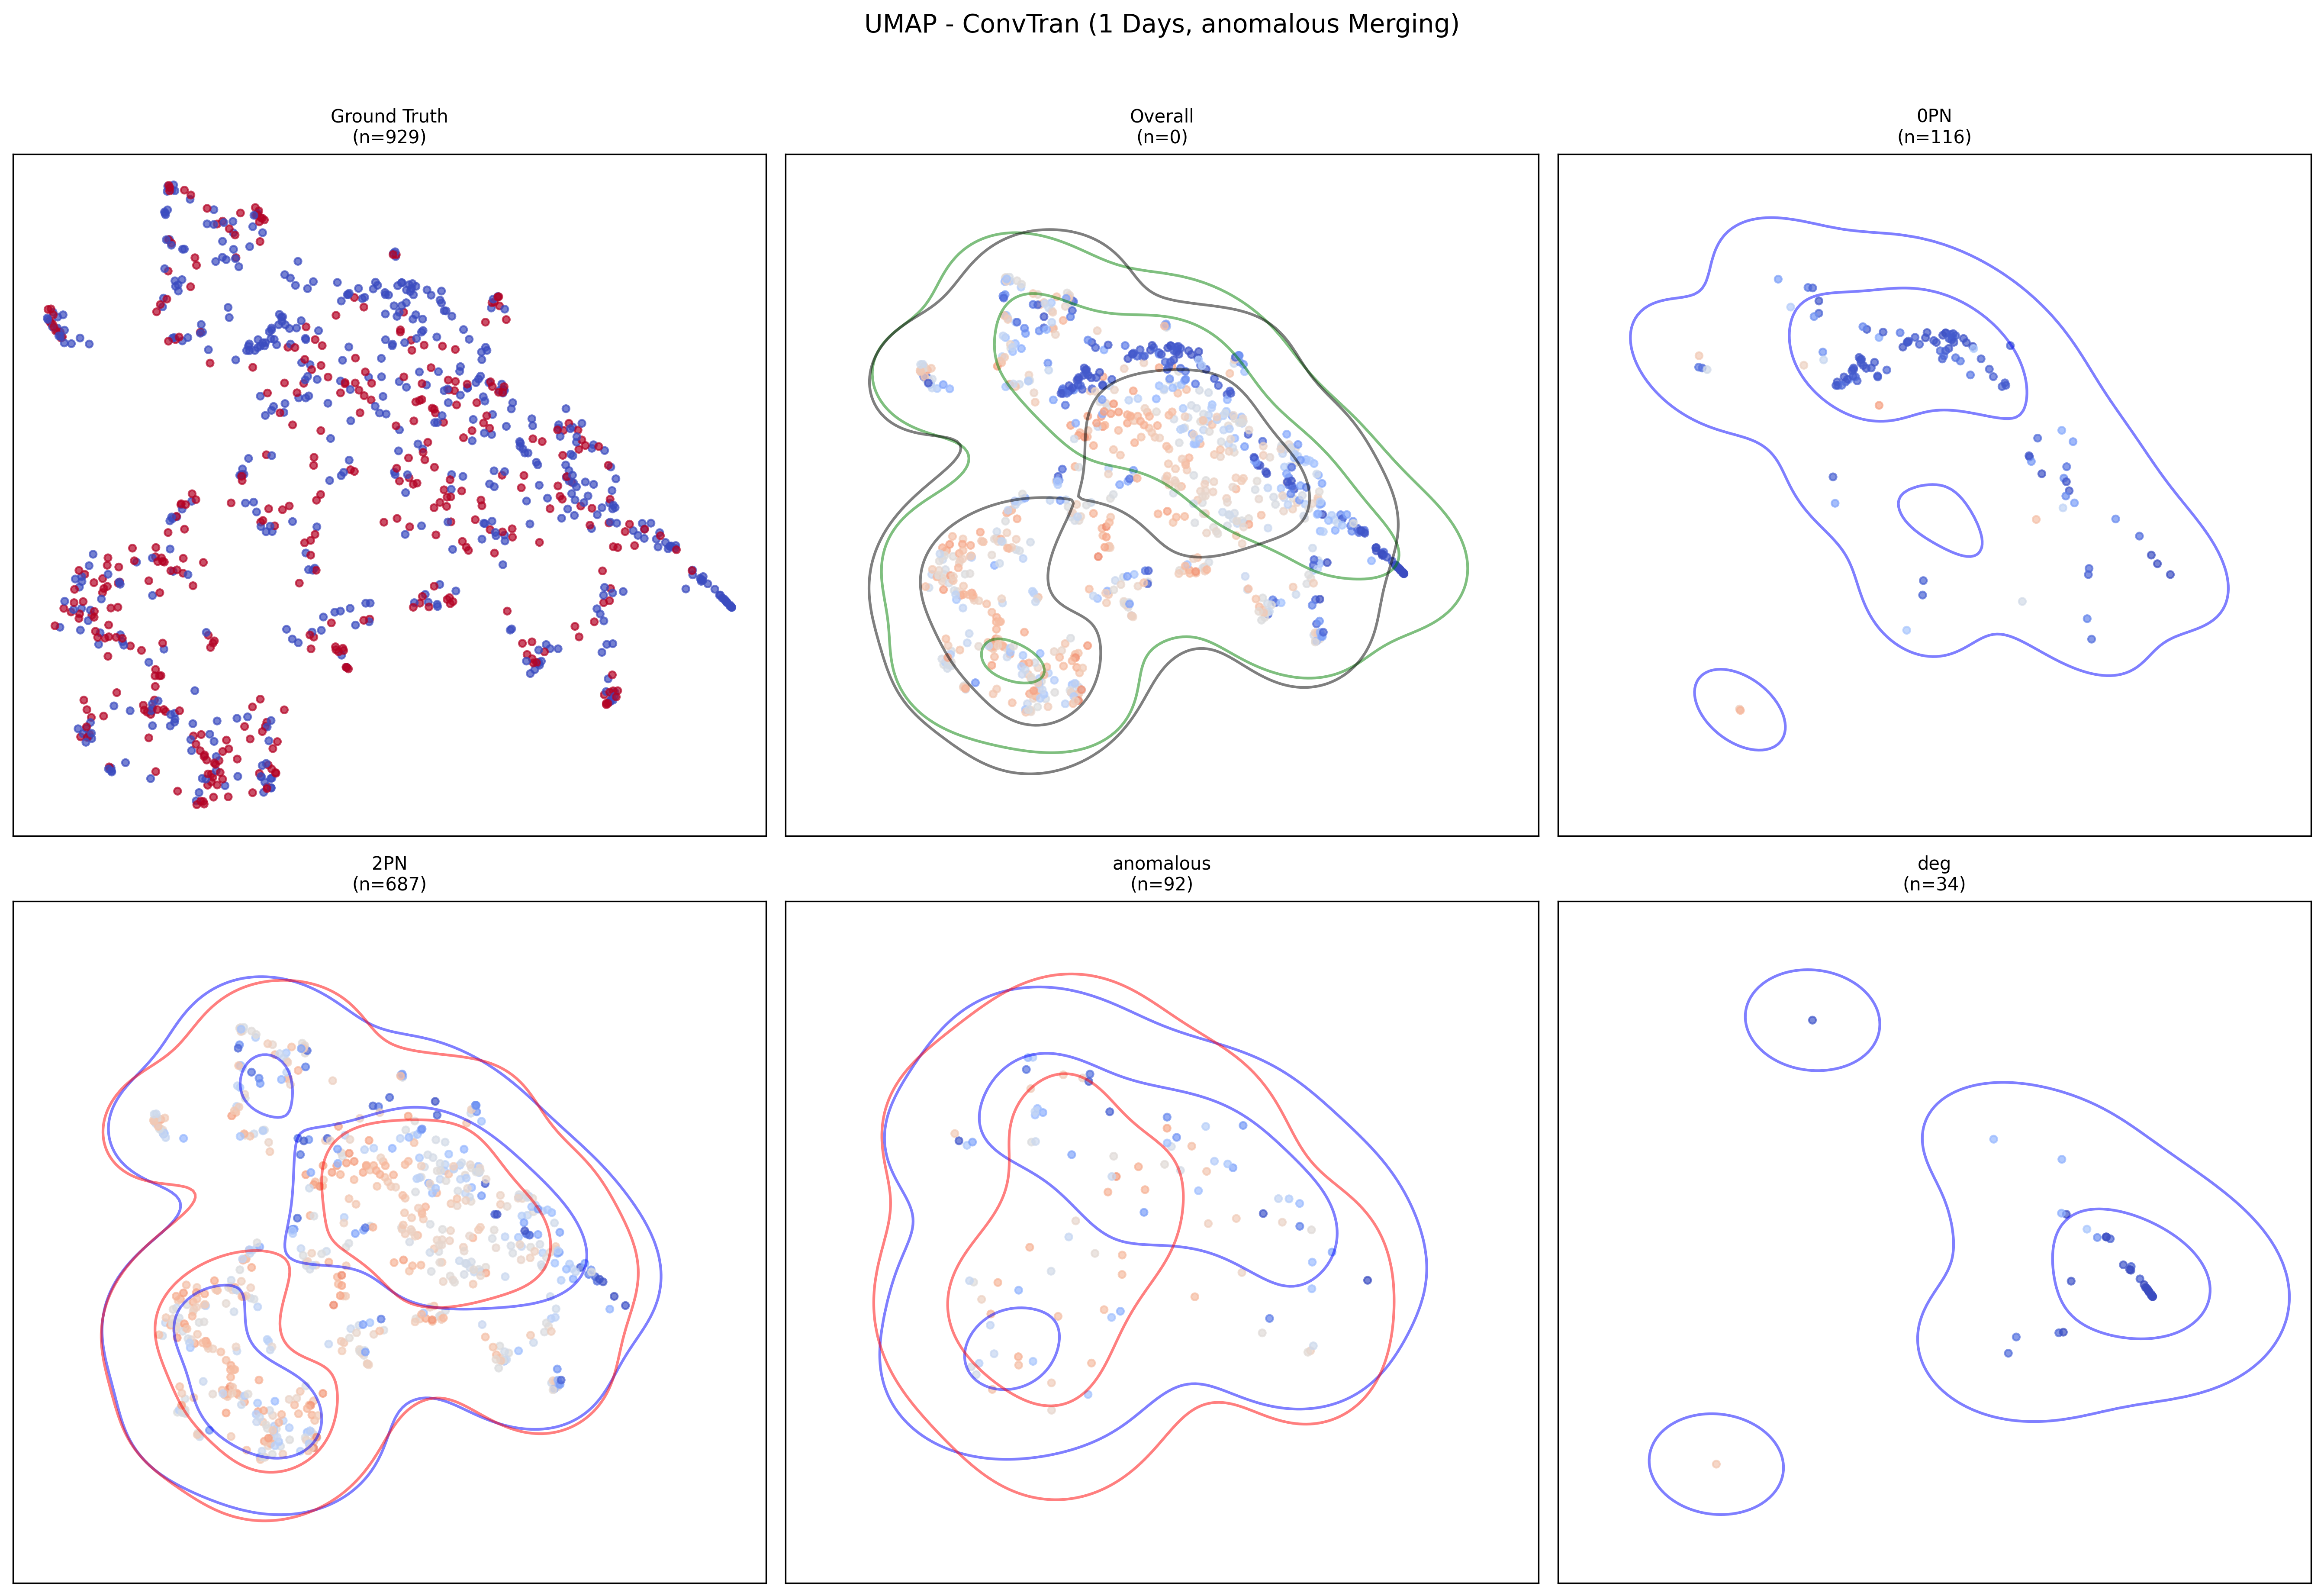 UMAP - ConvTran (1 Days, anomalous Merging)
Ground Truth
(n=929)
Overall
(n=0)
0PN
(n=116)
2PN
(n=687)
anomalous
(n=92)
deg
(n=34)